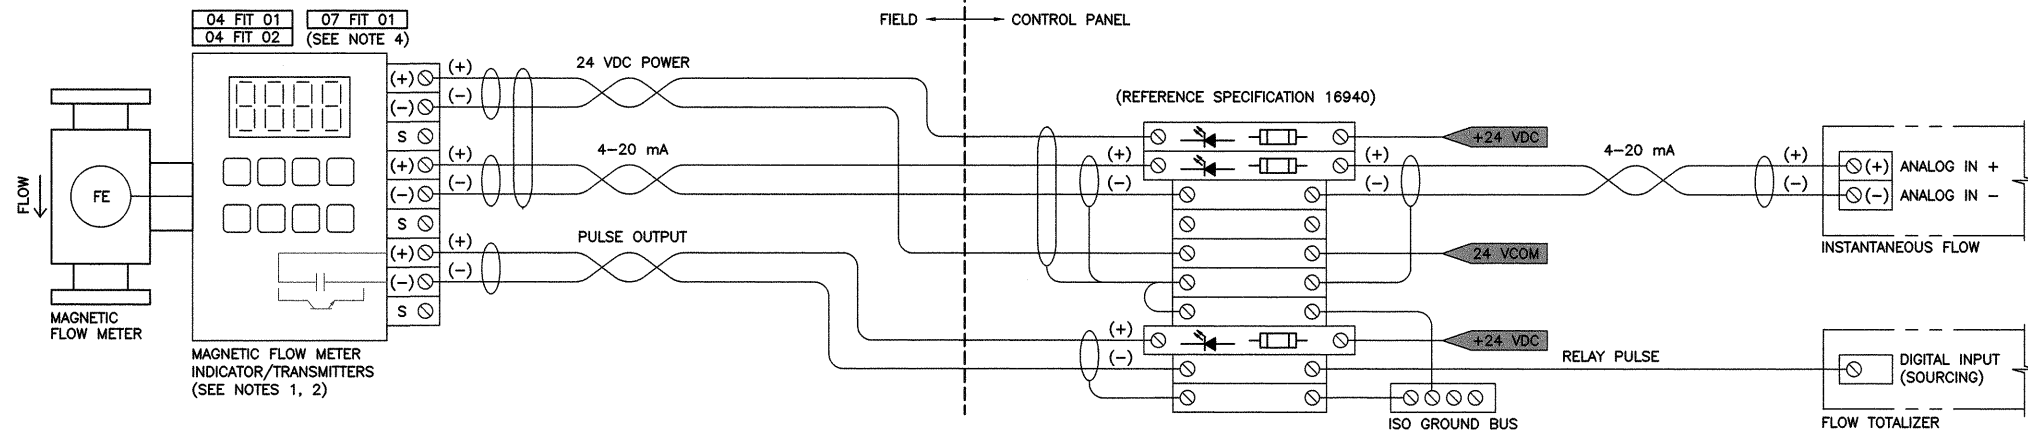 04 FIT 01
04 FIT 02
07 FIT 01
(SEE NOTE 4)
FIELD
CONTROL PANEL
(+)
(-)
S
(+)
(-)
S
(+)
(-)
S
(+)
(-)
(+)
(-)
(+)
(-)
24 VDC POWER
4-20 mA
PULSE OUTPUT
FLOW
FE
MAGNETIC
FLOW METER
MAGNETIC FLOW METER
INDICATOR/TRANSMITTERS
(SEE NOTES 1, 2)
(REFERENCE SPECIFICATION 16940)
(+)
(-)
(+)
(-)
(+)
(-)
+24 VDC
24 VCOM
+24 VDC
4-20 mA
(+)
(-)
(+)
ANALOG IN +
(-)
ANALOG IN -
INSTANTANEOUS FLOW
RELAY PULSE
DIGITAL INPUT
(SOURCING)
ISO GROUND BUS
FLOW TOTALIZER